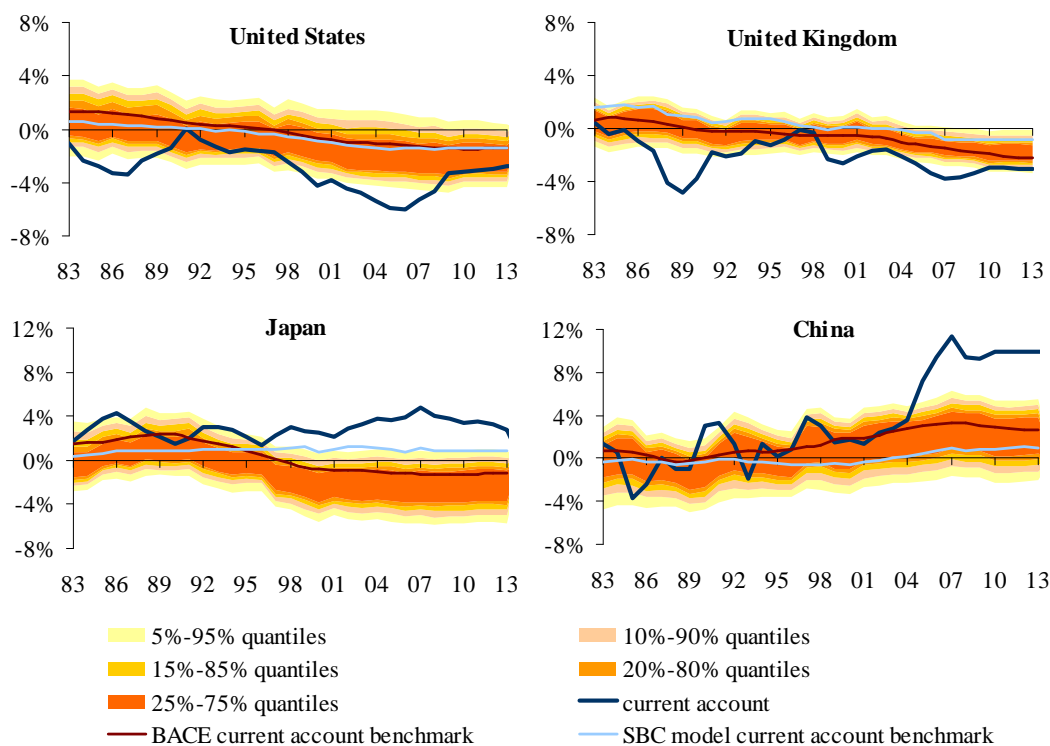 United States
8%
4%
0%
-4%
-8%
83 86 89 92 95 98 01 04 07 10 13
United Kingdom
8%
4%
0%
-4%
-8%
83 86 89 92 95 98 01 04 07 10 13
Japan
12%
8%
4%
0%
-4%
-8%
83 86 89 92 95 98 01 04 07 10 13
China
12%
8%
4%
0%
-4%
-8%
83 86 89 92 95 98 01 04 07 10 13
5%-95% quantiles
10%-90% quantiles
15%-85% quantiles
20%-80% quantiles
25%-75% quantiles
current account
BACE current account benchmark
SBC model current account benchmark